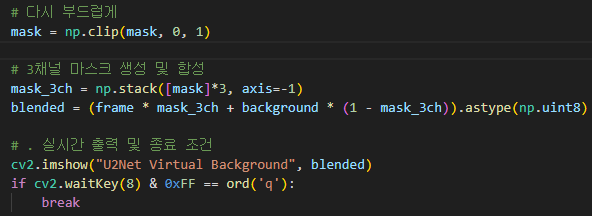 # 다시 부드럽게
mask = np.clip(mask, 0, 1)
# 3채널 마스크 생성 및 합성
mask_3ch = np.stack([mask]*3, axis=-1)
blended = (frame * mask_3ch + background * (1 - mask_3ch)).astype(np.uint8)
# . 실시간 출력 및 종료 조건
cv2.imshow("U2Net Virtual Background", blended)
if cv2.waitKey(8) & 0xFF == ord('q'):
    break